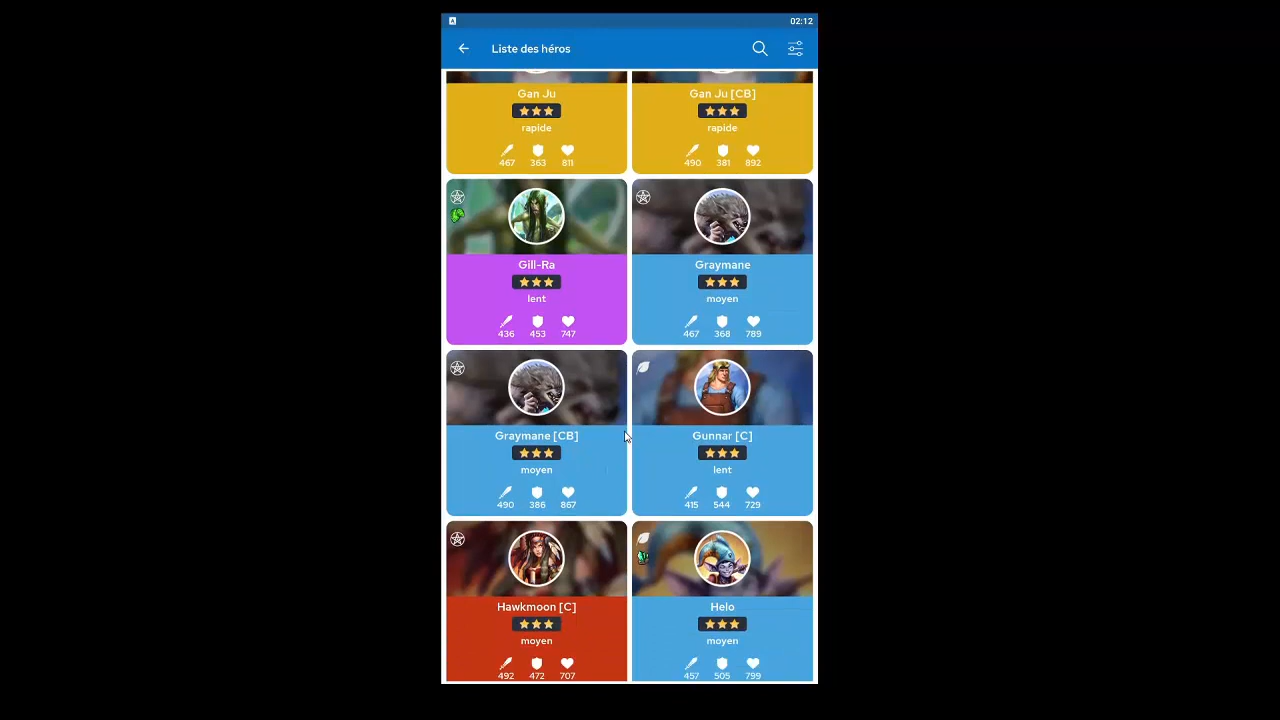 A 02:12
Liste des héros
Gan Ju
rapide
467 363 811
Gan Ju [CB]
rapide
490 381 892
Gill-Ra
lent
436 453 747
Graymane
moyen
467 368 789
Graymane [CB]
moyen
490 386 867
Gunnar [C]
lent
415 544 729
Hawkmoon [C]
moyen
492 472 707
Helo
moyen
457 505 799